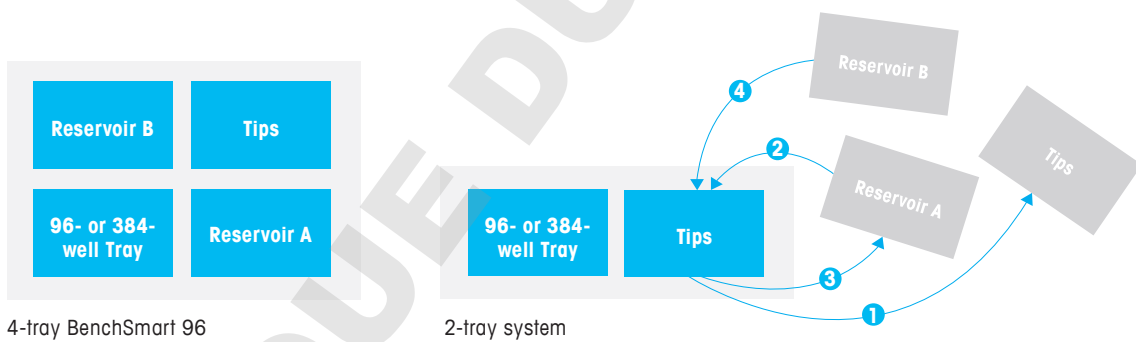 Reservoir B
Tips
96- or 384-
well Tray
Reservoir A
4-tray BenchSmart 96
96- or 384-
well Tray
Tips
Reservoir B
Tips
Reservoir A
4
2
3
1
2-tray system